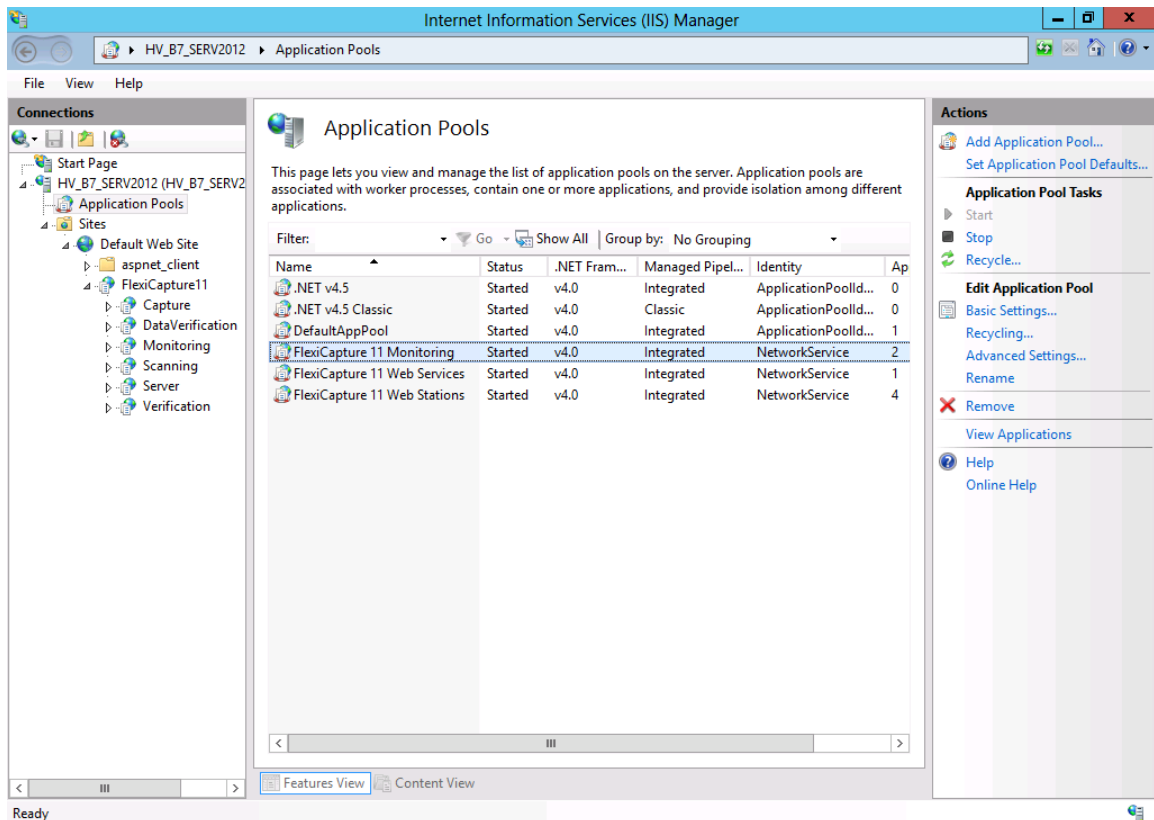 Internet Information Services (IIS) Manager
HV_B7_SERV2012 Application Pools
File View Help
Connections
Start Page
HV_B7_SERV2012 (HV_B7_SERV2
Application Pools
Sites
Default Web Site
aspnet_client
FlexiCapture11
Capture
DataVerification
Monitoring
Scanning
Server
Verification
Application Pools
This page lets you view and manage the list of application pools on the server. Application pools are
associated with worker processes, contain one or more applications, and provide isolation among different
applications.
Filter: Go Show All Group by: No Grouping
Name Status .NET Fram... Managed Pipel... Identity Ap
.NET v4.5 Started v4.0 Integrated ApplicationPoolId... 0
.NET v4.5 Classic Started v4.0 Classic ApplicationPoolId... 0
DefaultAppPool Started v4.0 Integrated ApplicationPoolId... 1
FlexiCapture 11 Monitoring Started v4.0 Integrated NetworkService 2
FlexiCapture 11 Web Services Started v4.0 Integrated NetworkService 1
FlexiCapture 11 Web Stations Started v4.0 Integrated NetworkService 4
Features View Content View
Actions
Add Application Pool...
Set Application Pool Defaults...
Application Pool Tasks
Start
Stop
Recycle...
Edit Application Pool
Basic Settings...
Recycling...
Advanced Settings...
Rename
Remove
View Applications
Help
Online Help
Ready